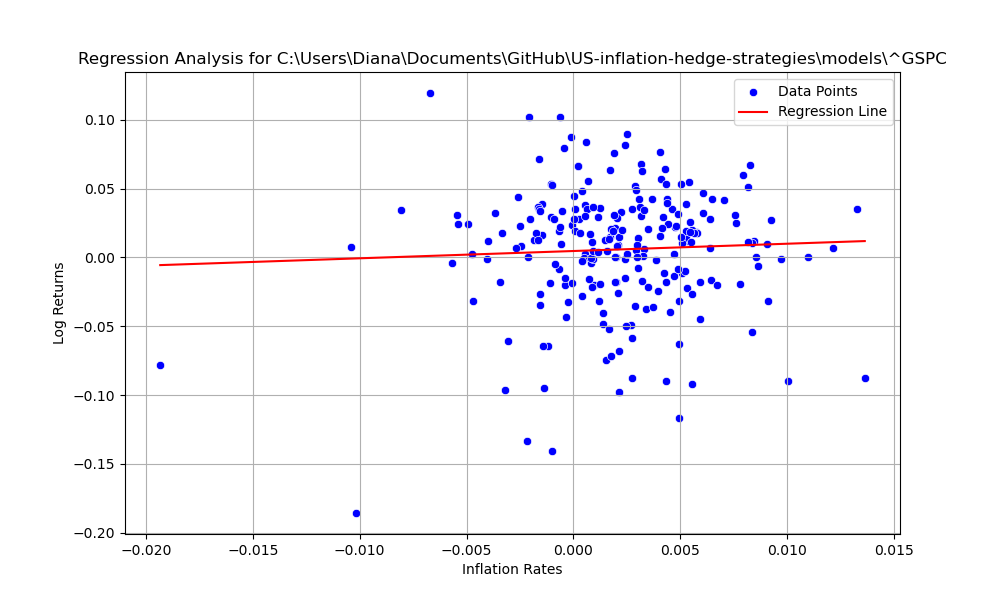 Regression Analysis for C:\Users\Diana\Documents\GitHub\US-inflation-hedge-strategies\models\^GSPC
Data Points
Regression Line
0.10
0.05
0.00
−0.05
−0.10
−0.15
−0.20
Log Returns
−0.020 −0.015 −0.010 −0.005 0.000 0.005 0.010 0.015
Inflation Rates